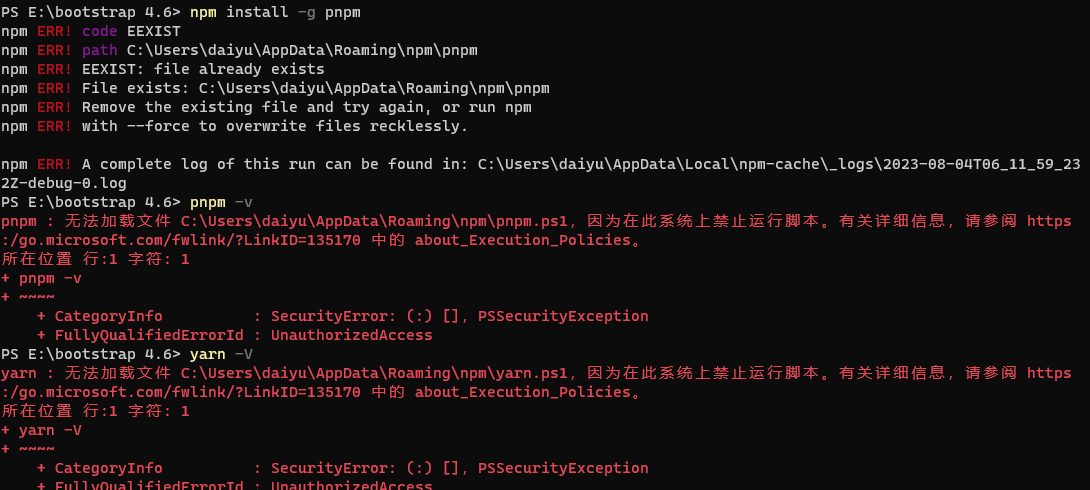 PS E:\bootstrap 4.6> npm install -g pnpm
npm ERR! code EEXIST
npm ERR! path C:\Users\daiyu\AppData\Roaming\npm\pnpm
npm ERR! EEXIST: file already exists
npm ERR! File exists: C:\Users\daiyu\AppData\Roaming\npm\pnpm
npm ERR! Remove the existing file and try again, or run npm
npm ERR! with --force to overwrite files recklessly.
npm ERR! A complete log of this run can be found in: C:\Users\daiyu\AppData\Local\npm-cache\_logs\2023-08-04T06_11_59_23
2Z-debug-0.log
PS E:\bootstrap 4.6> pnpm -v
pnpm : 无法加载文件 C:\Users\daiyu\AppData\Roaming\npm\pnpm.ps1，因为在此系统上禁止运行脚本。有关详细信息，请参阅 https
:/go.microsoft.com/fwlink/?LinkID=135170 中的 about_Execution_Policies。
所在位置 行:1 字符: 1
+ pnpm -v
+ ~~~~
+ CategoryInfo : SecurityError: (:) []，PSSecurityException
+ FullyQualifiedErrorId : UnauthorizedAccess
PS E:\bootstrap 4.6> yarn -V
yarn : 无法加载文件 C:\Users\daiyu\AppData\Roaming\npm\yarn.ps1，因为在此系统上禁止运行脚本。有关详细信息，请参阅 https
:/go.microsoft.com/fwlink/?LinkID=135170 中的 about_Execution_Policies。
所在位置 行:1 字符: 1
+ yarn -V
+ ~~~~
+ CategoryInfo : SecurityError: (:) []，PSSecurityException
+ FullyQualifiedErrorId : UnauthorizedAccess